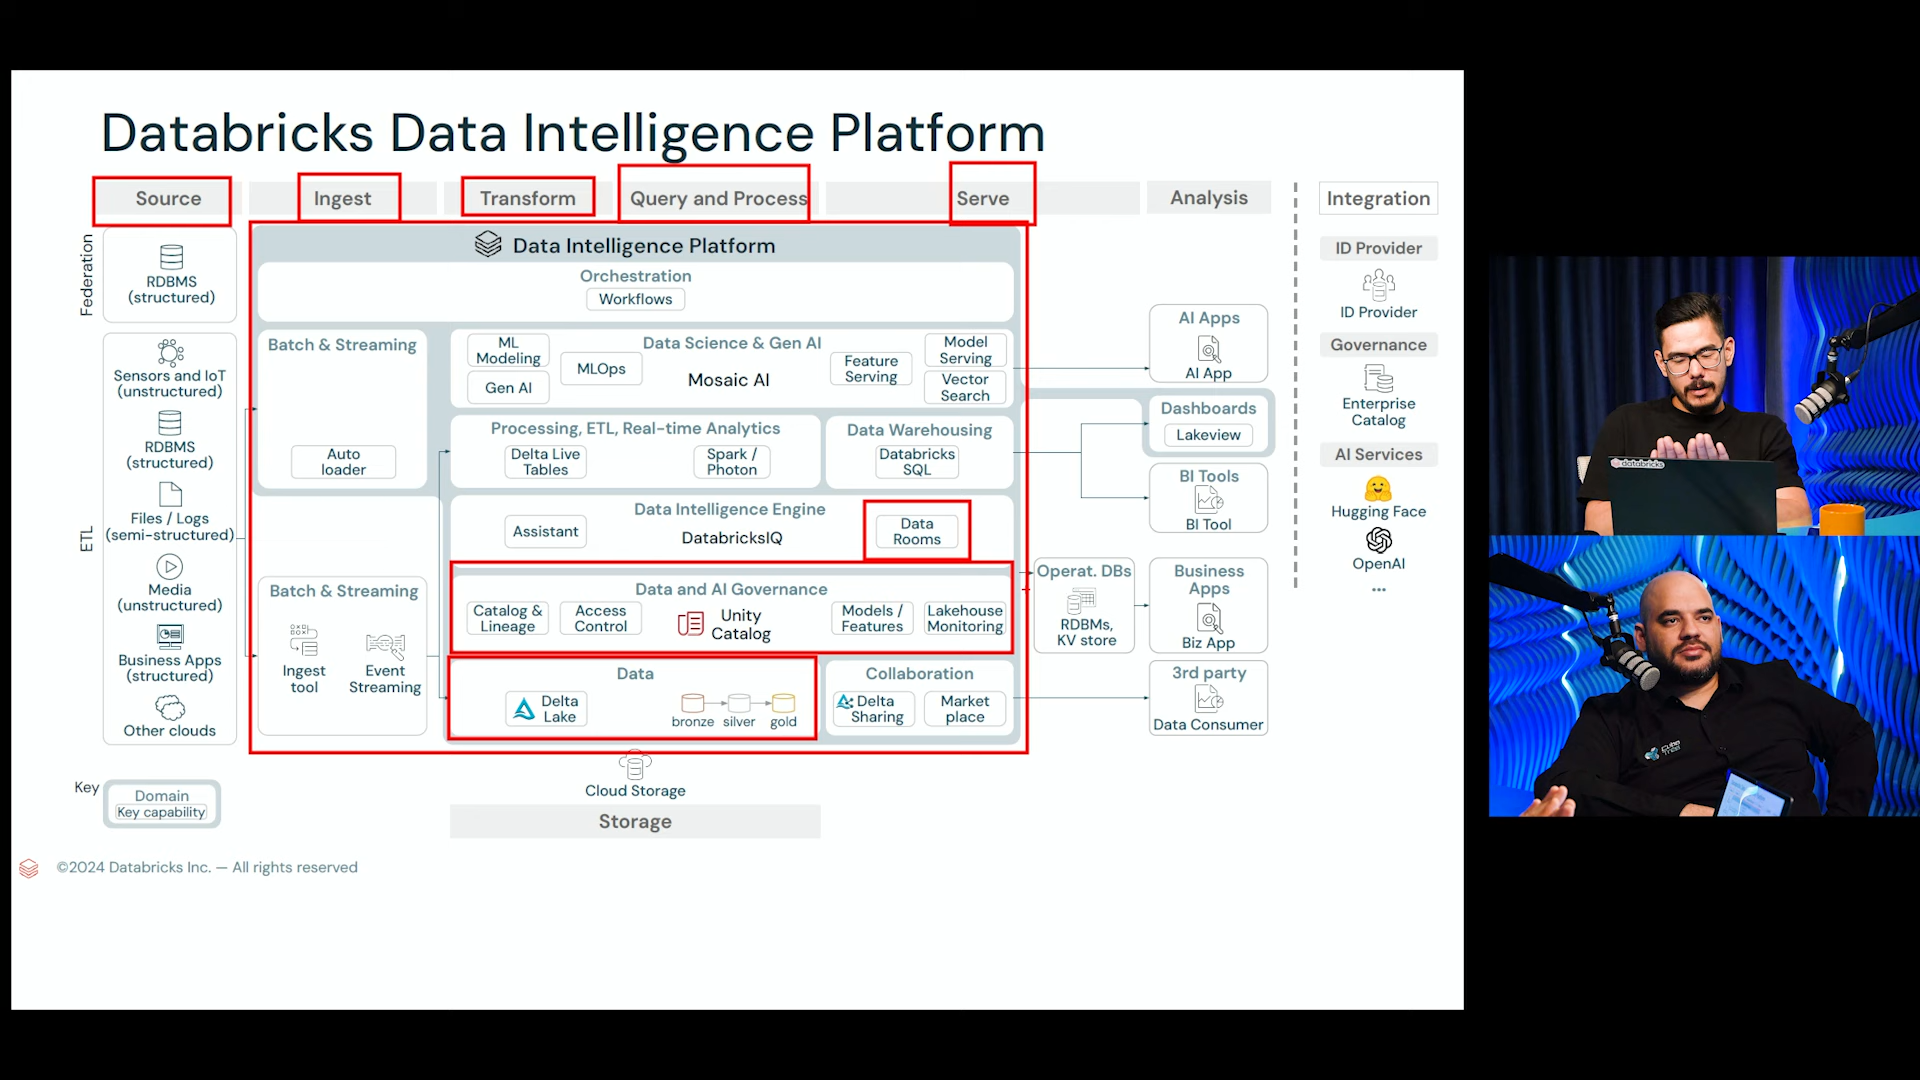 Databricks Data Intelligence Platform
Source
Ingest
Transform
Query and Process
Serve
Analysis
Integration
Federation
RDBMS
(structured)
ETL
Sensors and IoT
(unstructured)
RDBMS
(structured)
Files / Logs
(semi-structured)
Media
(unstructured)
Business Apps
(structured)
Other clouds
Data Intelligence Platform
Orchestration
Workflows
Batch & Streaming
Auto
loader
Batch & Streaming
Ingest
tool
Event
Streaming
Data Science & Gen AI
ML
Modeling
Gen AI
MLOps
Mosaic AI
Feature
Serving
Model
Serving
Vector
Search
Processing, ETL, Real-time Analytics
Delta Live
Tables
Spark /
Photon
Data Warehousing
Databricks
SQL
Data Intelligence Engine
Assistant
DatabricksIQ
Data
Rooms
Data and AI Governance
Catalog &
Lineage
Access
Control
Unity
Catalog
Models /
Features
Lakehouse
Monitoring
Data
Delta
Lake
bronze
silver
gold
Collaboration
Delta
Sharing
Market
place
Operat. DBs
RDBMs,
KV store
AI Apps
AI App
Dashboards
Lakeview
BI Tools
BI Tool
Business
Apps
Biz App
3rd party
Data Consumer
ID Provider
ID Provider
Governance
Enterprise
Catalog
AI Services
Hugging Face
OpenAI
...
Cloud Storage
Storage
Key
Domain
Key capability
©2024 Databricks Inc. — All rights reserved
databricks